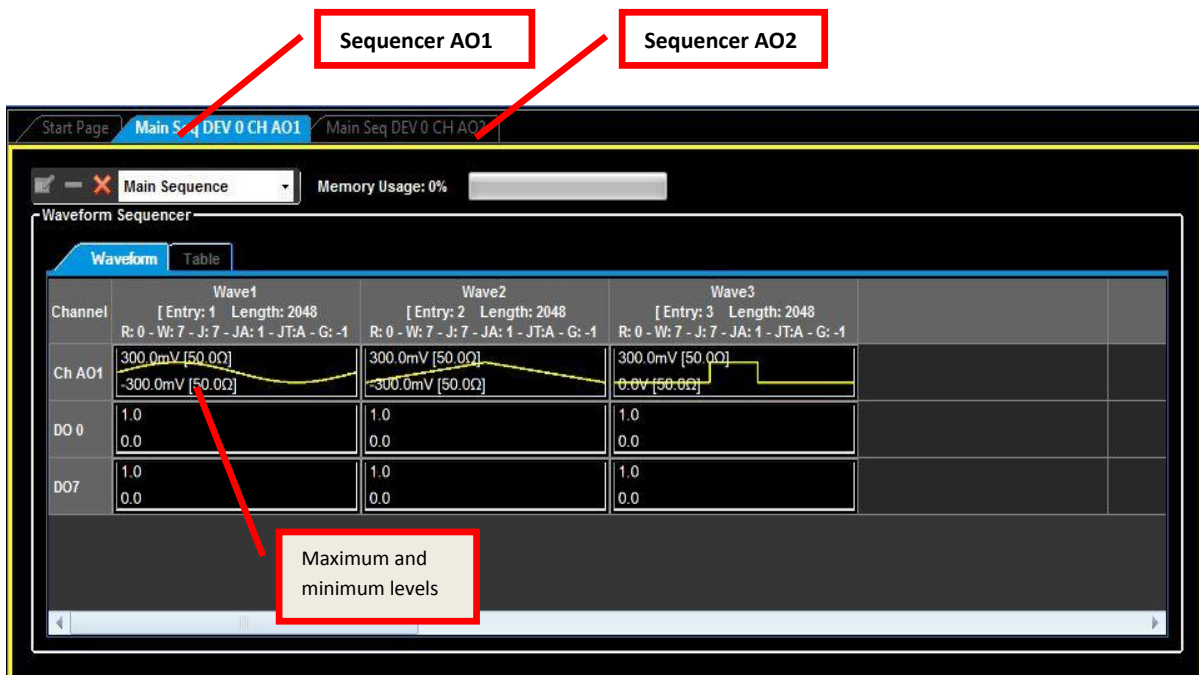 Sequencer AO1
Sequencer AO2
Start Page
Main Seq DEV 0 CH AO1
Main Seq DEV 0 CH
Main Sequence
Memory Usage: 0%
Waveform Sequencer
Waveform
Table
Channel
Wave1
[ Entry: 1 Length: 2048
R: 0 - W: 7 - J: 7 - JA: 1 - JT:A - G: -1
Wave2
[ Entry: 2 Length: 2048
R: 0 - W: 7 - J: 7 - JA: 1 - JT:A - G: -1
Wave3
[ Entry: 3 Length: 2048
R: 0 - W: 7 - J: 7 - JA: 1 - JT:A - G: -1
Ch AO1
300.0mV [50.0Ω]
-300.0mV [50.0Ω]
300.0mV [50.0Ω]
-300.0mV [50.0Ω]
300.0mV [50.0Ω]
0.0V [50.0Ω]
DO 0
1.0
0.0
1.0
0.0
1.0
0.0
DO7
1.0
0.0
1.0
0.0
1.0
0.0
Maximum and
minimum levels